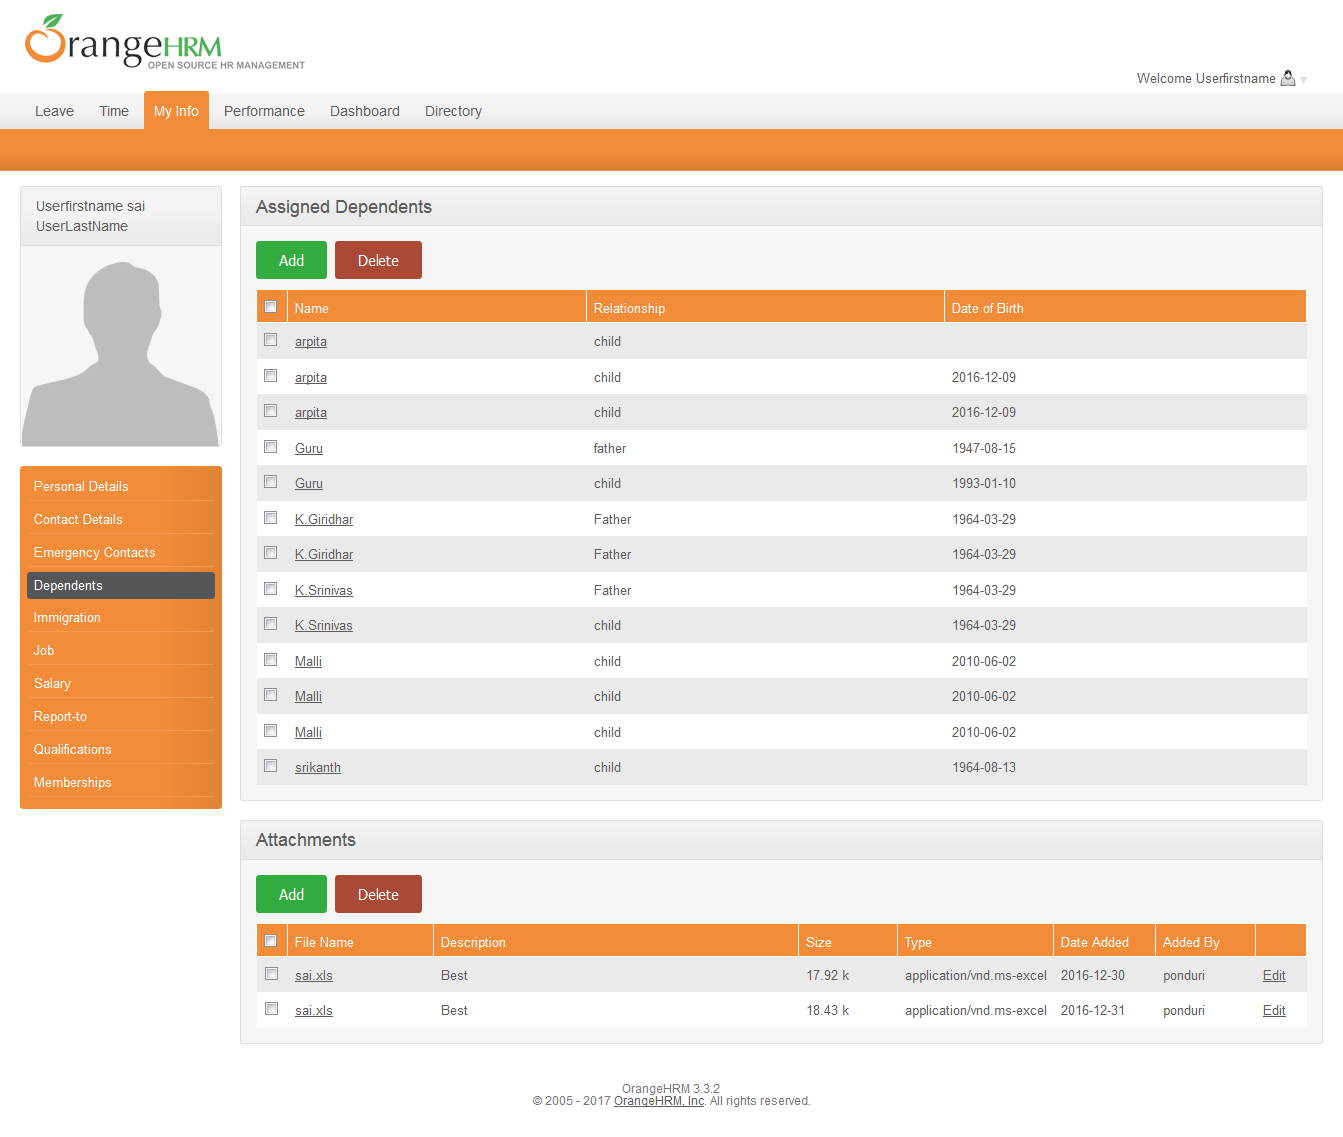 OrangeHRM
OPEN SOURCE HR MANAGEMENT
Welcome Userfirstname
Leave Time My Info Performance Dashboard Directory
Userfirstname sai
UserLastName
Personal Details
Contact Details
Emergency Contacts
Dependents
Immigration
Job
Salary
Report-to
Qualifications
Memberships
Assigned Dependents
Add Delete
Name Relationship Date of Birth
arpita child
arpita child 2016-12-09
arpita child 2016-12-09
Guru father 1947-08-15
Guru child 1993-01-10
K.Giridhar Father 1964-03-29
K.Giridhar Father 1964-03-29
K.Srinivas Father 1964-03-29
K.Srinivas child 1964-03-29
Malli child 2010-06-02
Malli child 2010-06-02
Malli child 2010-06-02
srikanth child 1964-08-13
Attachments
Add Delete
File Name Description Size Type Date Added Added By
sai.xls Best 17.92 k application/vnd.ms-excel 2016-12-30 ponduri Edit
sai.xls Best 18.43 k application/vnd.ms-excel 2016-12-31 ponduri Edit
OrangeHRM 3.3.2
© 2005 - 2017 OrangeHRM, Inc. All rights reserved.